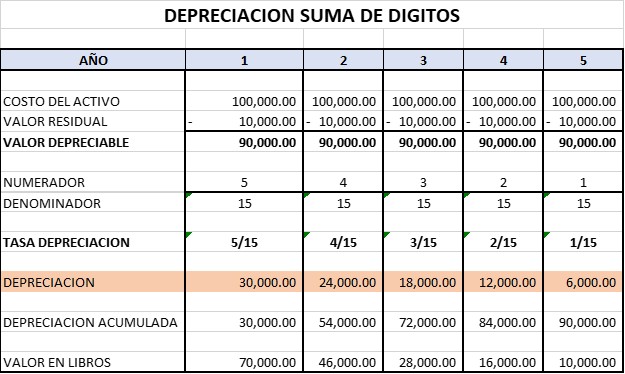 DEPRECIACION SUMA DE DIGITOS
AÑO 1 2 3 4 5
COSTO DEL ACTIVO 100,000.00 100,000.00 100,000.00 100,000.00 100,000.00
VALOR RESIDUAL - 10,000.00 - 10,000.00 - 10,000.00 - 10,000.00 - 10,000.00
VALOR DEPRECIABLE 90,000.00 90,000.00 90,000.00 90,000.00 90,000.00
NUMERADOR 5 4 3 2 1
DENOMINADOR 15 15 15 15 15
TASA DEPRECIACION 5/15 4/15 3/15 2/15 1/15
DEPRECIACION 30,000.00 24,000.00 18,000.00 12,000.00 6,000.00
DEPRECIACION ACUMULADA 30,000.00 54,000.00 72,000.00 84,000.00 90,000.00
VALOR EN LIBROS 70,000.00 46,000.00 28,000.00 16,000.00 10,000.00